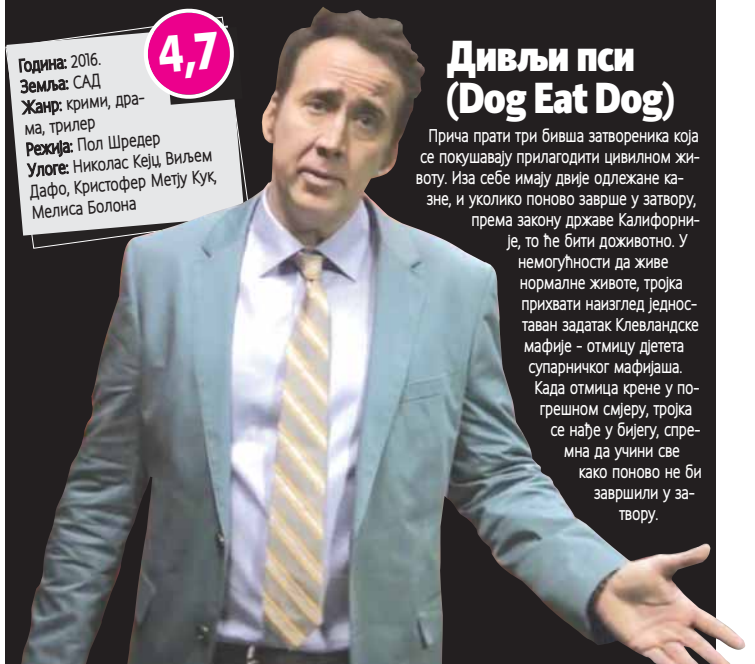 Година: 2016.
Земља: САД
Жанр: крими, дра-
ма, трилер
Режија: Пол Шредер
Улоге: Николас Кејџ, Виљем
Дафо, Кристофер Метју Кук,
Мелиса Болона
4,7
Дивљи пси
(Dog Eat Dog)
Прича прати три бивша затвореника која
се покушавају прилагодити цивилном жи-
воту. Иза себе имају двије одлежане ка-
зне, и уколико поново заврше у затвору,
према закону државе Калифорни-
је, то ће бити доживотно. У
немогућности да живе
нормалне животе, тројка
прихвати наизглед једнос-
таван задатак Клевландске
мафије - отмицу дјетета
супарничког мафијаша.
Када отмица крене у по-
грешном смјеру, тројка
се нађе у бијегу, спре-
мна да учини све
како поново не би
завршили у за-
твору.